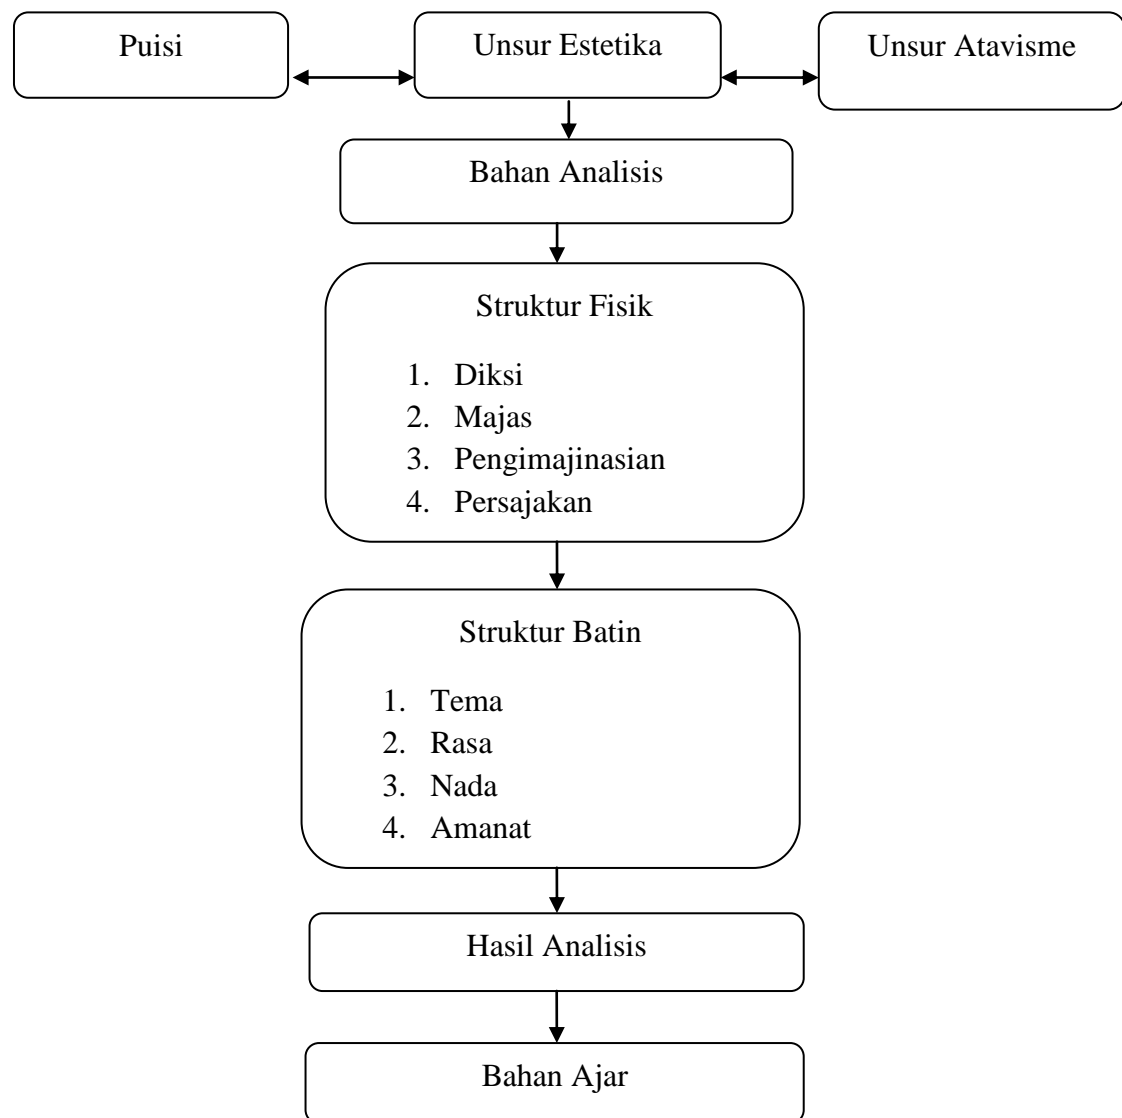 Puisi
Unsur Estetika
Unsur Atavisme
Bahan Analisis
Struktur Fisik
1. Diksi
2. Majas
3. Pengimajinasian
4. Persajakan
Struktur Batin
1. Tema
2. Rasa
3. Nada
4. Amanat
Hasil Analisis
Bahan Ajar